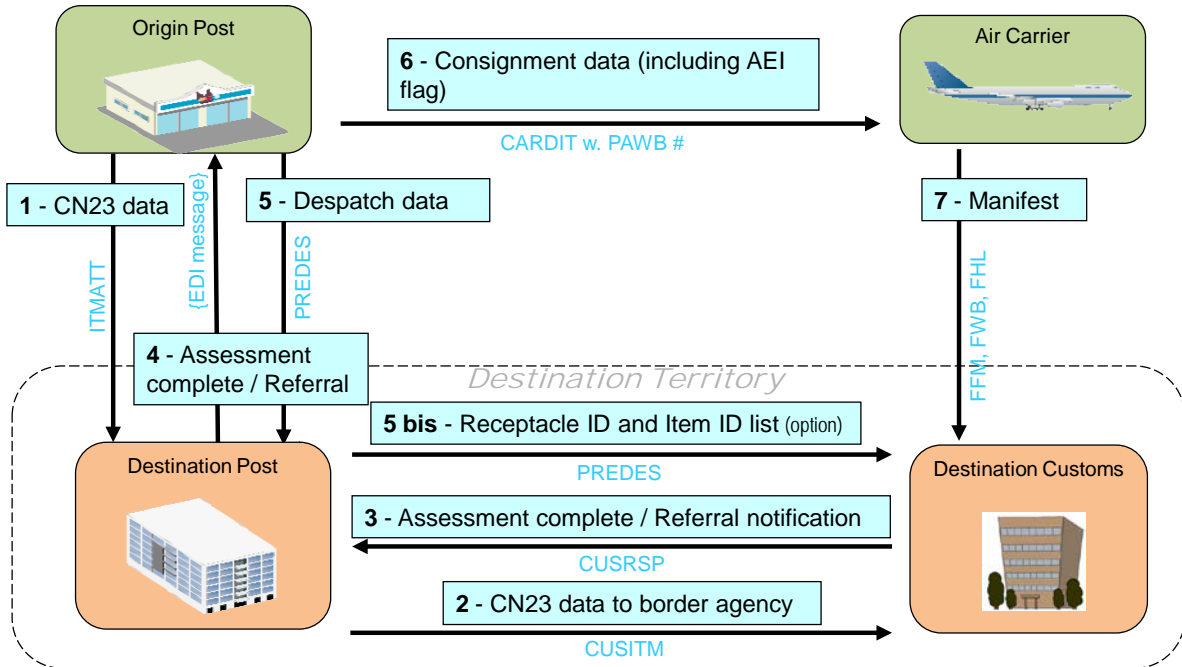 Origin Post
Air Carrier
6 - Consignment data (including AEI
flag)
CARDIT w. PAWB #
1 - CN23 data
{EDI message}
5 - Despatch data
7 - Manifest
ITMATT
PREDES
FFM, FWB, FHL
4 - Assessment
complete / Referral
Destination Territory
5 bis - Receptacle ID and Item ID list (option)
Destination Post
PREDES
Destination Customs
3 - Assessment complete / Referral notification
CUSRSP
2 - CN23 data to border agency
CUSITM